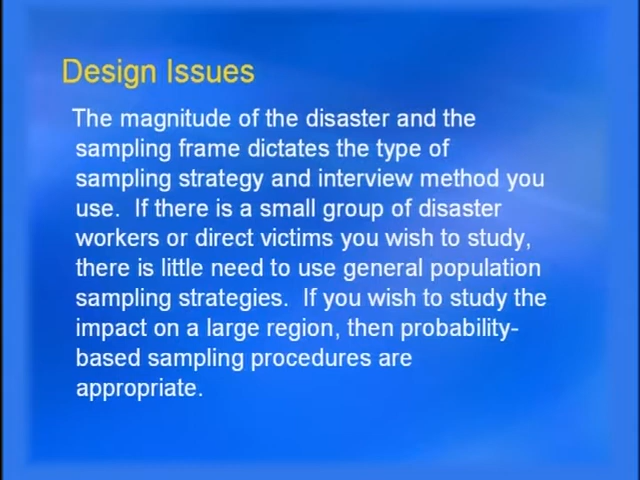 Design Issues
The magnitude of the disaster and the
sampling frame dictates the type of
sampling strategy and interview method you
use.  If there is a small group of disaster
workers or direct victims you wish to study,
there is little need to use general population
sampling strategies.  If you wish to study the
impact on a large region, then probability-
based sampling procedures are
appropriate.